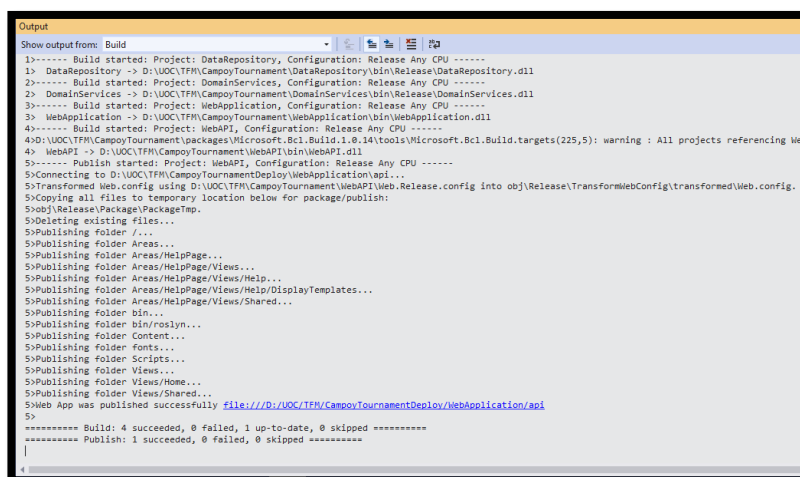 Output
Show output from: Build
1>------ Build started: Project: DataRepository, Configuration: Release Any CPU ------
1>  DataRepository -> D:\UOC\TFM\CampoyTournament\DataRepository\bin\Release\DataRepository.dll
2>------ Build started: Project: DomainServices, Configuration: Release Any CPU ------
2>  DomainServices -> D:\UOC\TFM\CampoyTournament\DomainServices\bin\Release\DomainServices.dll
3>------ Build started: Project: WebApplication, Configuration: Release Any CPU ------
3>  WebApplication -> D:\UOC\TFM\CampoyTournament\WebApplication\bin\WebApplication.dll
4>------ Build started: Project: WebAPI, Configuration: Release Any CPU ------
4>D:\UOC\TFM\CampoyTournament\packages\Microsoft.Bcl.Build.1.0.14\tools\Microsoft.Bcl.Build.targets(225,5): warning : All projects referencing We
4>  WebAPI -> D:\UOC\TFM\CampoyTournament\WebAPI\bin\WebAPI.dll
5>------ Publish started: Project: WebAPI, Configuration: Release Any CPU ------
5>Connecting to D:\UOC\TFM\CampoyTournamentDeploy\WebApplication\api...
5>Transformed Web.config using D:\UOC\TFM\CampoyTournament\WebAPI\Web.Release.config into obj\Release\TransformWebConfig\transformed\Web.config.
5>Copying all files to temporary location below for package/publish:
5>obj\Release\Package\PackageTmp.
5>Deleting existing files...
5>Publishing folder /...
5>Publishing folder Areas...
5>Publishing folder Areas/HelpPage...
5>Publishing folder Areas/HelpPage/Views...
5>Publishing folder Areas/HelpPage/Views/Help...
5>Publishing folder Areas/HelpPage/Views/Help/DisplayTemplates...
5>Publishing folder Areas/HelpPage/Views/Shared...
5>Publishing folder bin...
5>Publishing folder bin/roslyn...
5>Publishing folder Content...
5>Publishing folder fonts...
5>Publishing folder Scripts...
5>Publishing folder Views...
5>Publishing folder Views/Home...
5>Publishing folder Views/Shared...
5>Web App was published successfully file:///D:/UOC/TFM/CampoyTournamentDeploy/WebApplication/api
5>
========== Build: 4 succeeded, 0 failed, 1 up-to-date, 0 skipped ==========
========== Publish: 1 succeeded, 0 failed, 0 skipped ==========